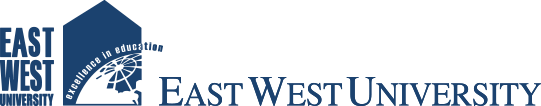 EAST
WEST
UNIVERSITY
excellence in education
EAST WEST UNIVERSITY